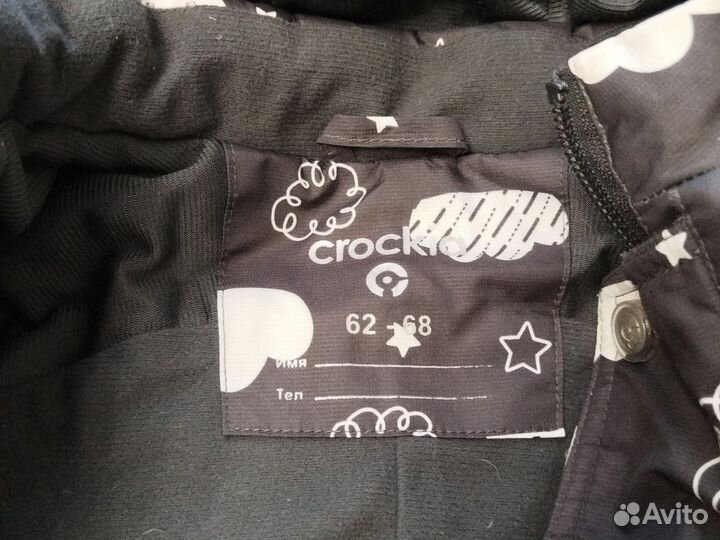 crockid
62 - 68
Имя
Тел
Avito